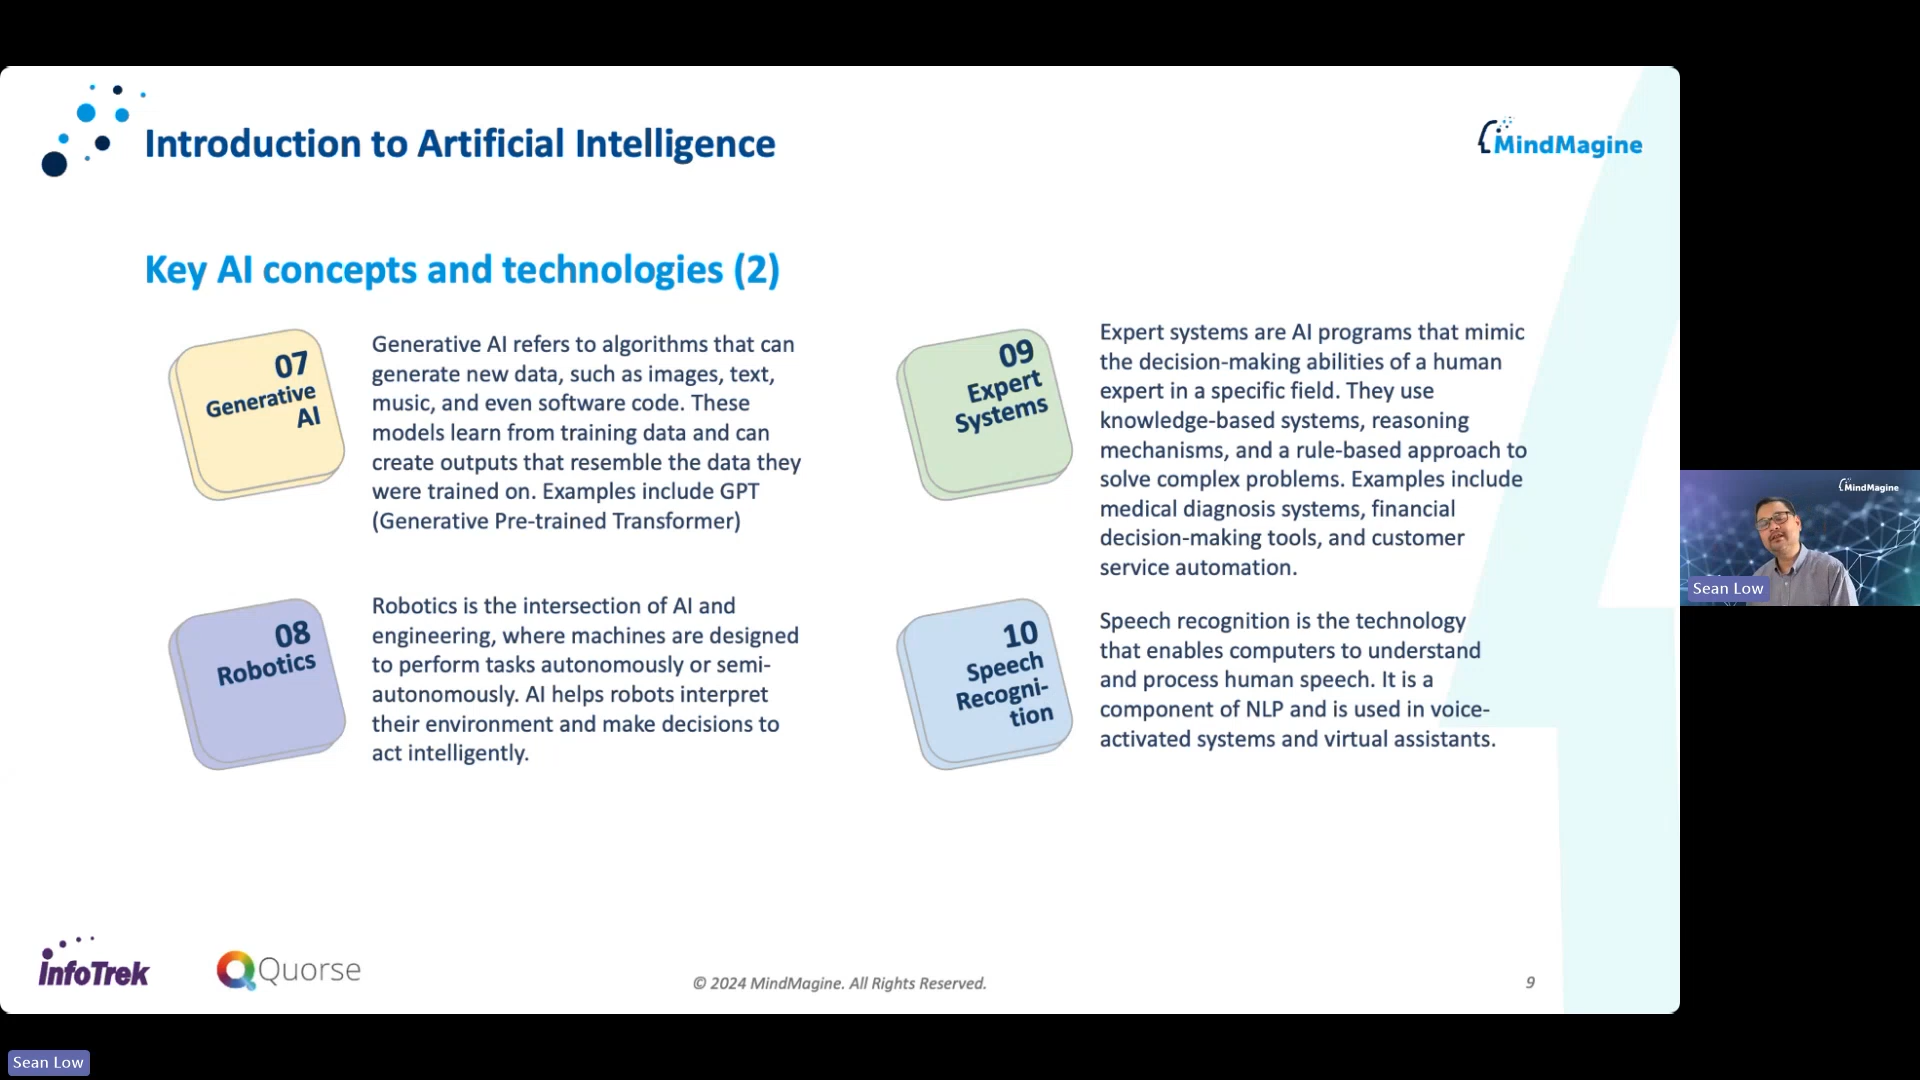 Introduction to Artificial Intelligence
MindMagine
Key AI concepts and technologies (2)
07
Generative
AI
Generative AI refers to algorithms that can
generate new data, such as images, text,
music, and even software code. These
models learn from training data and can
create outputs that resemble the data they
were trained on. Examples include GPT
(Generative Pre-trained Transformer)
08
Robotics
Robotics is the intersection of AI and
engineering, where machines are designed
to perform tasks autonomously or semi-
autonomously. AI helps robots interpret
their environment and make decisions to
act intelligently.
09
Expert
Systems
Expert systems are AI programs that mimic
the decision-making abilities of a human
expert in a specific field. They use
knowledge-based systems, reasoning
mechanisms, and a rule-based approach to
solve complex problems. Examples include
medical diagnosis systems, financial
decision-making tools, and customer
service automation.
10
Speech
Recogni-
tion
Speech recognition is the technology
that enables computers to understand
and process human speech. It is a
component of NLP and is used in voice-
activated systems and virtual assistants.
MindMagine
Sean Low
infoTrek
Quorse
© 2024 MindMagine. All Rights Reserved.
9
Sean Low